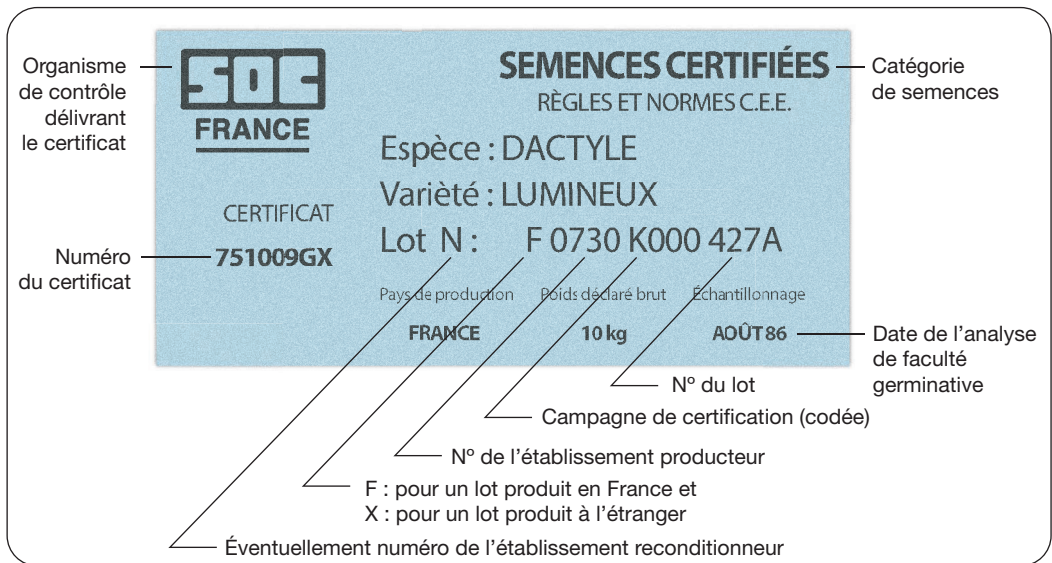 Organisme
de contrôle
délivrant
le certificat
SOC
FRANCE
SEMENCES CERTIFIÉES
RÈGLES ET NORMES C.E.E.
Catégorie
de semences
Espèce : DACTYLE
Varièté : LUMINEUX
CERTIFICAT
Lot N : F 0730 K000 427A
Numéro
du certificat
751009GX
Pays de production Poids déclaré brut Échantillonnage
FRANCE 10 kg AOÛT 86
Date de l'analyse
de faculté
germinative
Nº du lot
Campagne de certification (codée)
Nº de l'établissement producteur
F : pour un lot produit en France et
X : pour un lot produit à l'étranger
Éventuellement numéro de l'établissement reconditionneur